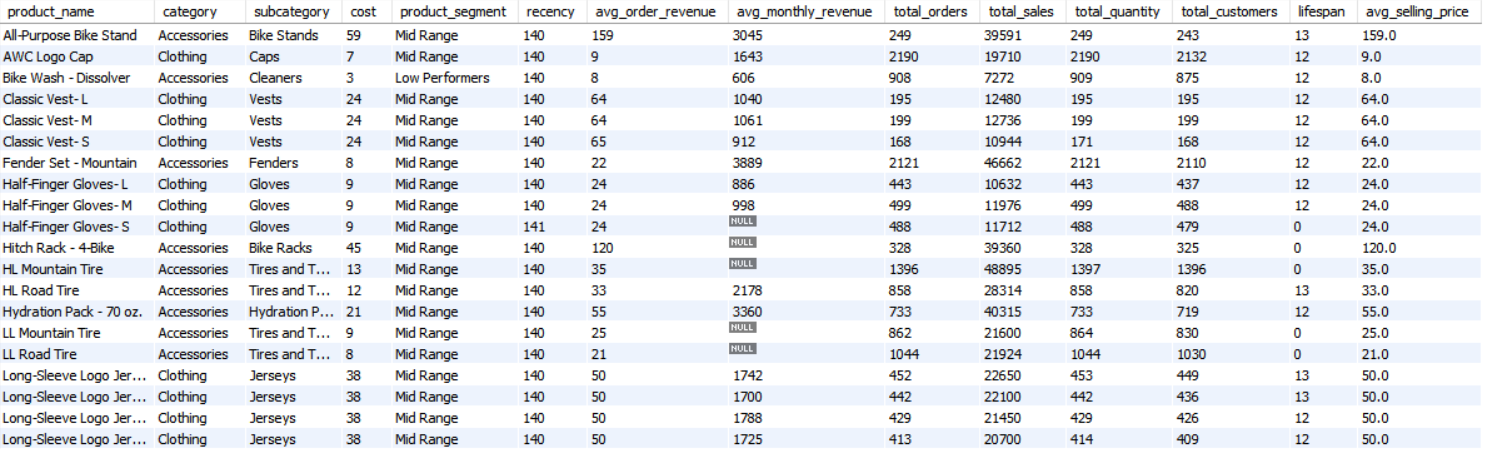 product_name category subcategory cost product_segment recency avg_order_revenue avg_monthly_revenue total_orders total_sales total_quantity total_customers lifespan avg_selling_price
All-Purpose Bike Stand Accessories Bike Stands 59 Mid Range 140 159 3045 249 39591 249 243 13 159.0
AWC Logo Cap Clothing Caps 7 Mid Range 140 9 1643 2190 19710 2190 2132 12 9.0
Bike Wash - Dissolver Accessories Cleaners 3 Low Performers 140 8 606 908 7272 909 875 12 8.0
Classic Vest- L Clothing Vests 24 Mid Range 140 64 1040 195 12480 195 195 12 64.0
Classic Vest- M Clothing Vests 24 Mid Range 140 64 1061 199 12736 199 199 12 64.0
Classic Vest- S Clothing Vests 24 Mid Range 140 65 912 168 10944 171 168 12 64.0
Fender Set - Mountain Accessories Fenders 8 Mid Range 140 22 3889 2121 46662 2121 2110 12 22.0
Half-Finger Gloves- L Clothing Gloves 9 Mid Range 140 24 886 443 10632 443 437 12 24.0
Half-Finger Gloves- M Clothing Gloves 9 Mid Range 140 24 998 499 11976 499 488 12 24.0
Half-Finger Gloves- S Clothing Gloves 9 Mid Range 141 24 NULL 488 11712 488 479 0 24.0
Hitch Rack - 4-Bike Accessories Bike Racks 45 Mid Range 140 120 NULL 328 39360 328 325 0 120.0
HL Mountain Tire Accessories Tires and T... 13 Mid Range 140 35 NULL 1396 48895 1397 1396 0 35.0
HL Road Tire Accessories Tires and T... 12 Mid Range 140 33 2178 858 28314 858 820 13 33.0
Hydration Pack - 70 oz. Accessories Hydration P... 21 Mid Range 140 55 3360 733 40315 733 719 12 55.0
LL Mountain Tire Accessories Tires and T... 9 Mid Range 140 25 NULL 862 21600 864 830 0 25.0
LL Road Tire Accessories Tires and T... 8 Mid Range 140 21 NULL 1044 21924 1044 1030 0 21.0
Long-Sleeve Logo Jer... Clothing Jerseys 38 Mid Range 140 50 1742 452 22650 453 449 13 50.0
Long-Sleeve Logo Jer... Clothing Jerseys 38 Mid Range 140 50 1700 442 22100 442 436 13 50.0
Long-Sleeve Logo Jer... Clothing Jerseys 38 Mid Range 140 50 1788 429 21450 429 426 12 50.0
Long-Sleeve Logo Jer... Clothing Jerseys 38 Mid Range 140 50 1725 413 20700 414 409 12 50.0